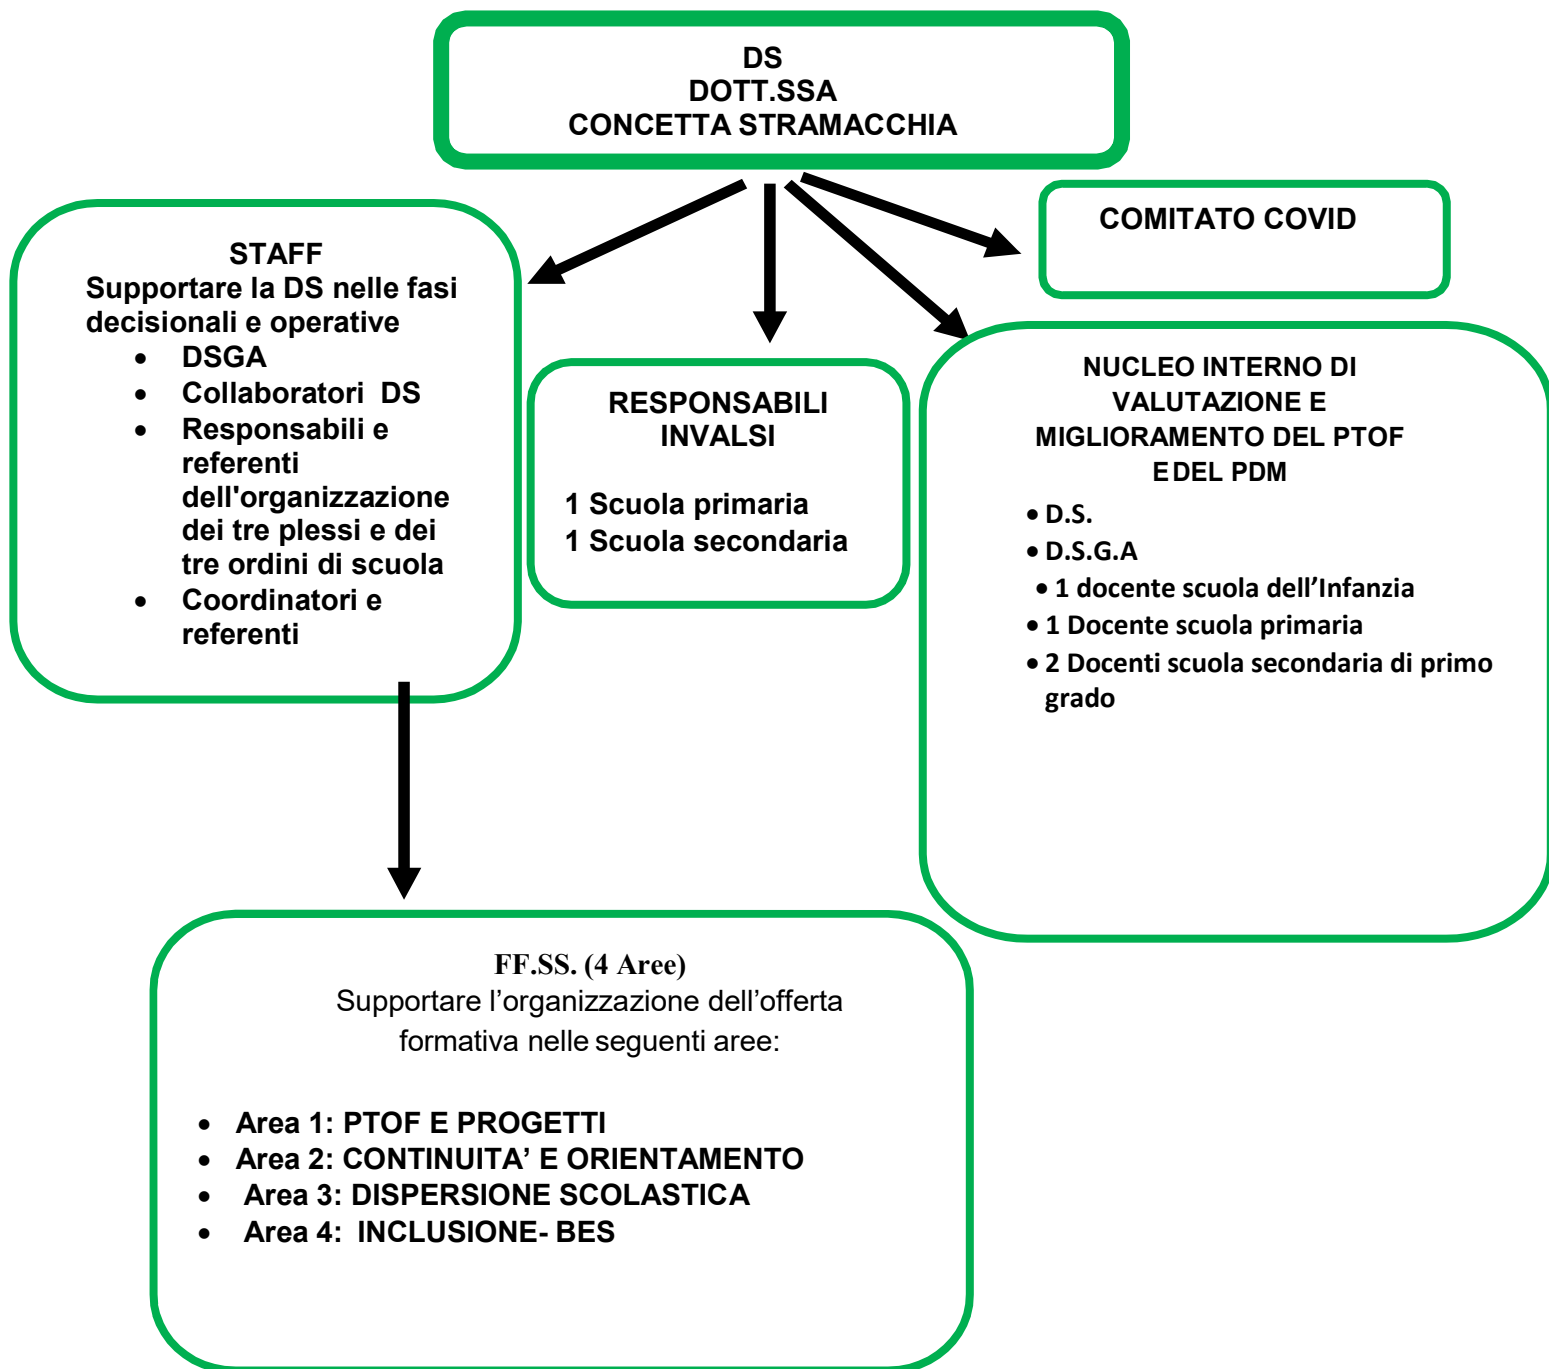 DS
DOTT.SSA
CONCETTA STRAMACCHIA
COMITATO COVID
STAFF
Supportare la DS nelle fasi
decisionali e operative
• DSGA
• Collaboratori DS
• Responsabili e
referenti
dell'organizzazione
dei tre plessi e dei
tre ordini di scuola
• Coordinatori e
referenti
RESPONSABILI
INVALSI
1 Scuola primaria
1 Scuola secondaria
NUCLEO INTERNO DI
VALUTAZIONE E
MIGLIORAMENTO DEL PTOF
EDEL PDM
• D.S.
• D.S.G.A
• 1 docente scuola dell’Infanzia
• 1 Docente scuola primaria
• 2 Docenti scuola secondaria di primo
grado
FF.SS. (4 Aree)
Supportare l’organizzazione dell’offerta
formativa nelle seguenti aree:
• Area 1: PTOF E PROGETTI
• Area 2: CONTINUITA’ E ORIENTAMENTO
• Area 3: DISPERSIONE SCOLASTICA
• Area 4: INCLUSIONE- BES